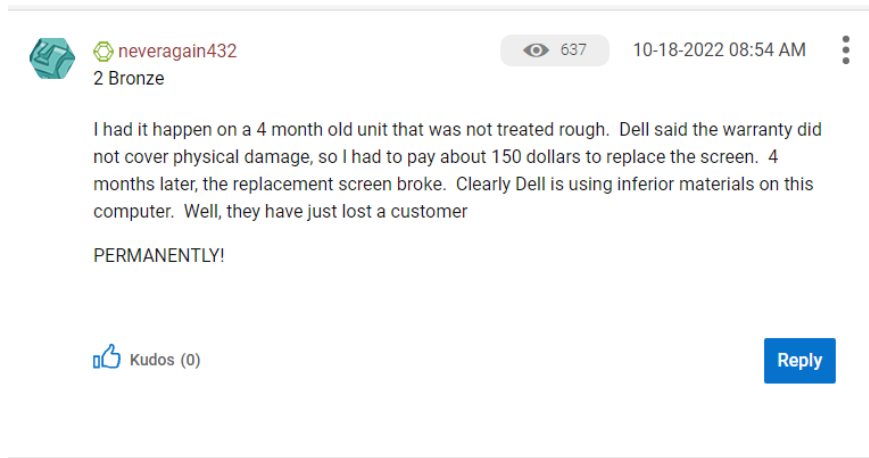 neveragain432
637
10-18-2022 08:54 AM
2 Bronze
I had it happen on a 4 month old unit that was not treated rough.  Dell said the warranty did
not cover physical damage, so I had to pay about 150 dollars to replace the screen.  4
months later, the replacement screen broke.  Clearly Dell is using inferior materials on this
computer.  Well, they have just lost a customer
PERMANENTLY!
Kudos (0)
Reply